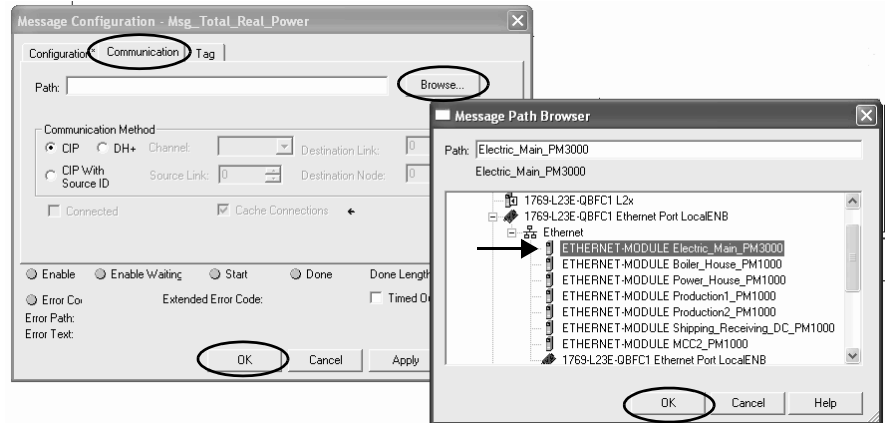 Message Configuration - Msg_Total_Real_Power
Configuration* Communication Tag
Path: Browse...
Communication Method
CIP DH+ Channel: Destination Link: 0
CIP With Source ID Source Link: 0 Destination Node: 0
Connected Cache Connections
Enable Enable Waiting Start Done Done Length
Error Co Extended Error Code: Timed O
Error Path:
Error Text:
OK Cancel Apply
Message Path Browser
Path: Electric_Main_PM3000
Electric_Main_PM3000
1769-L23E-QBFC1 L2x
1769-L23E-QBFC1 Ethernet Port LocalENB
Ethernet
ETHERNET-MODULE Electric_Main_PM3000
ETHERNET-MODULE Boiler_House_PM1000
ETHERNET-MODULE Power_House_PM1000
ETHERNET-MODULE Production1_PM1000
ETHERNET-MODULE Production2_PM1000
ETHERNET-MODULE Shipping_Receiving_DC_PM1000
ETHERNET-MODULE MCC2_PM1000
1769-L23E-QBFC1 Ethernet Port LocalENB
OK Cancel Help